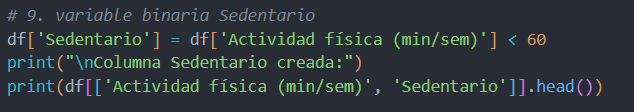 # 9. variable binaria Sedentario
df['Sedentario'] = df['Actividad física (min/sem)'] < 60
print("\nColumna Sedentario creada:")
print(df[['Actividad física (min/sem)', 'Sedentario']].head())